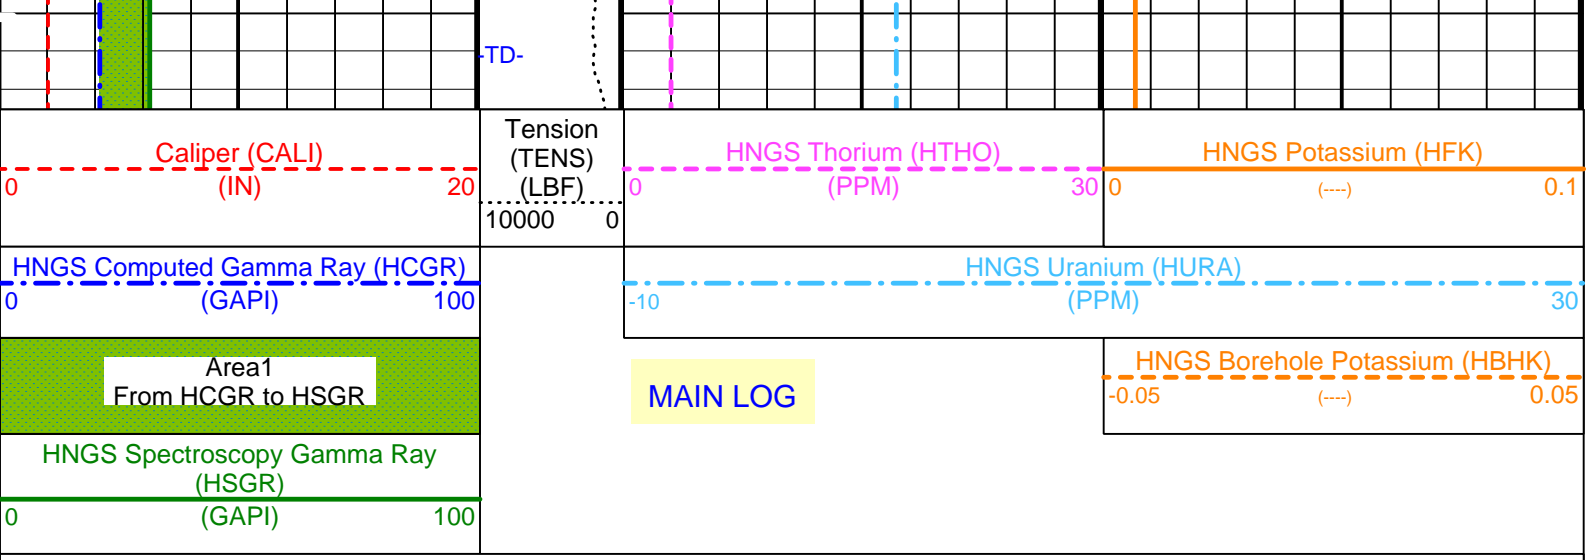 -TD-
Caliper (CALI)
0 (IN) 20
Tension
(TENS)
(LBF)
10000 0
HNGS Thorium (HTHO)
0 (PPM) 30
HNGS Potassium (HFK)
0 (----) 0.1
HNGS Computed Gamma Ray (HCGR)
0 (GAPI) 100
HNGS Uranium (HURA)
-10 (PPM) 30
Area1
From HCGR to HSGR
MAIN LOG
HNGS Borehole Potassium (HBHK)
-0.05 (----) 0.05
HNGS Spectroscopy Gamma Ray
(HSGR)
0 (GAPI) 100